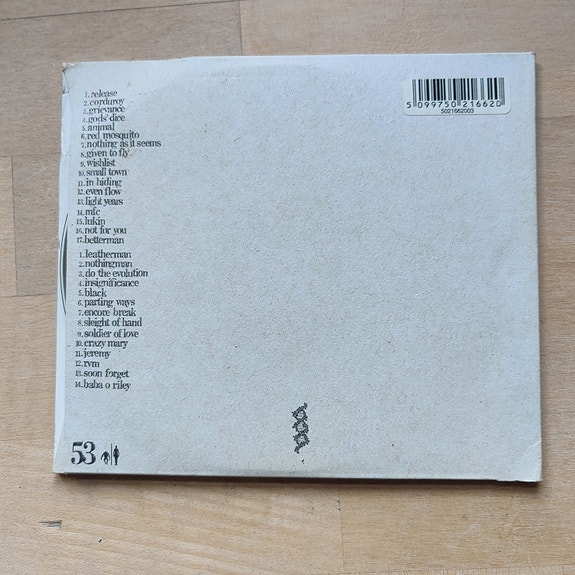 1. release
2. corduroy
3. grievance
4. gods' dice
5. animal
6. red mosquito
7. nothing as it seems
8. given to fly
9. wishlist
10. small town
11. in hiding
12. even flow
13. light years
14. mfc
15. lukin
16. not for you
17. betterman
1. leatherman
2. nothingman
3. do the evolution
4. insignificance
5. black
6. parting ways
7. encore break
8. sleight of hand
9. soldier of love
10. crazy mary
11. jeremy
12. rvm
13. soon forget
14. baba o riley
53
5 099750 216620
5021662003